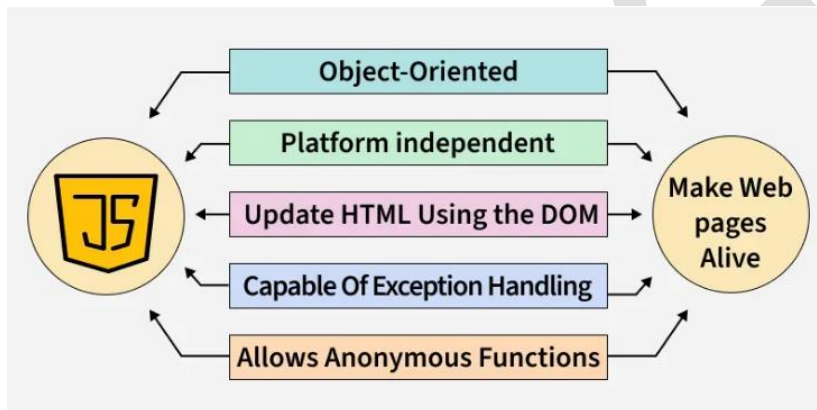 Object-Oriented
Platform independent
JS
Update HTML Using the DOM
Make Web
pages
Alive
Capable Of Exception Handling
Allows Anonymous Functions